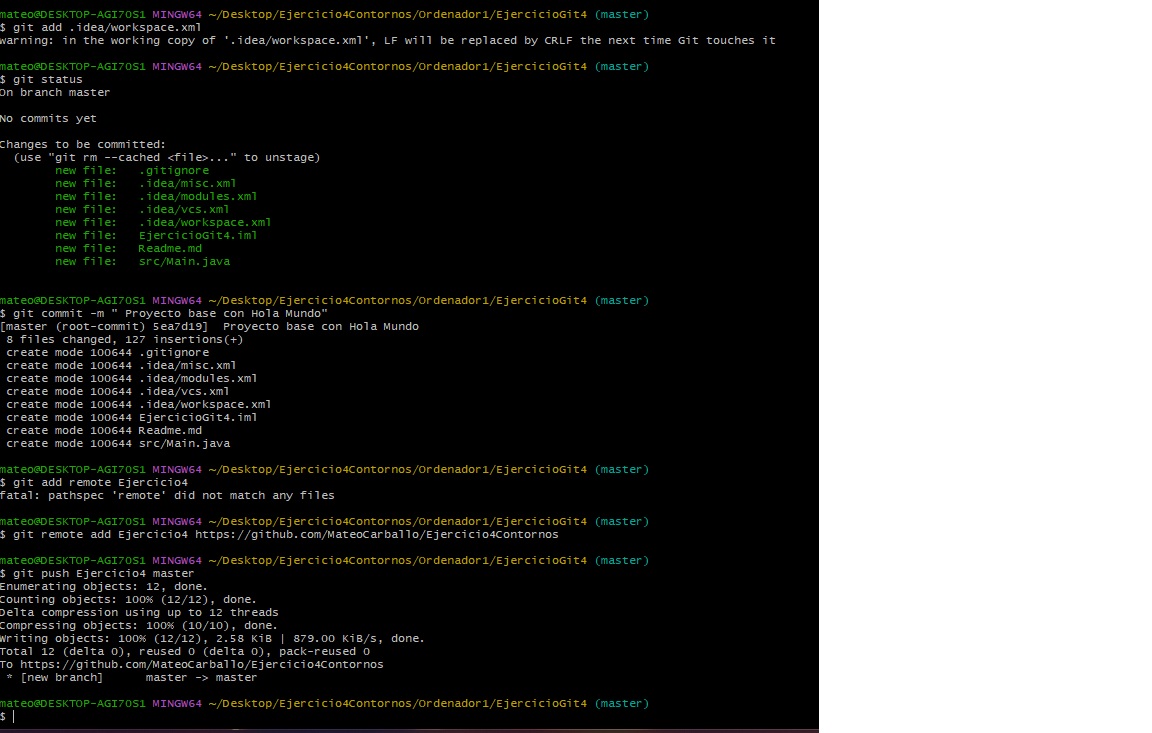 mateo@DESKTOP-AGI70S1 MINGW64 ~/Desktop/Ejercicio4Contornos/Ordenador1/EjercicioGit4 (master)
$ git add .idea/workspace.xml
warning: in the working copy of '.idea/workspace.xml', LF will be replaced by CRLF the next time Git touches it
mateo@DESKTOP-AGI70S1 MINGW64 ~/Desktop/Ejercicio4Contornos/Ordenador1/EjercicioGit4 (master)
$ git status
On branch master
No commits yet
Changes to be committed:
  (use "git rm --cached <file>..." to unstage)
        new file:   .gitignore
        new file:   .idea/misc.xml
        new file:   .idea/modules.xml
        new file:   .idea/vcs.xml
        new file:   .idea/workspace.xml
        new file:   EjercicioGit4.iml
        new file:   Readme.md
        new file:   src/Main.java
mateo@DESKTOP-AGI70S1 MINGW64 ~/Desktop/Ejercicio4Contornos/Ordenador1/EjercicioGit4 (master)
$ git commit -m " Proyecto base con Hola Mundo"
[master (root-commit) 5ea7d19]  Proyecto base con Hola Mundo
 8 files changed, 127 insertions(+)
 create mode 100644 .gitignore
 create mode 100644 .idea/misc.xml
 create mode 100644 .idea/modules.xml
 create mode 100644 .idea/vcs.xml
 create mode 100644 .idea/workspace.xml
 create mode 100644 EjercicioGit4.iml
 create mode 100644 Readme.md
 create mode 100644 src/Main.java
mateo@DESKTOP-AGI70S1 MINGW64 ~/Desktop/Ejercicio4Contornos/Ordenador1/EjercicioGit4 (master)
$ git add remote Ejercicio4
fatal: pathspec 'remote' did not match any files
mateo@DESKTOP-AGI70S1 MINGW64 ~/Desktop/Ejercicio4Contornos/Ordenador1/EjercicioGit4 (master)
$ git remote add Ejercicio4 https://github.com/MateoCarballo/Ejercicio4Contornos
mateo@DESKTOP-AGI70S1 MINGW64 ~/Desktop/Ejercicio4Contornos/Ordenador1/EjercicioGit4 (master)
$ git push Ejercicio4 master
Enumerating objects: 12, done.
Counting objects: 100% (12/12), done.
Delta compression using up to 12 threads
Compressing objects: 100% (10/10), done.
Writing objects: 100% (12/12), 2.58 KiB | 879.00 KiB/s, done.
Total 12 (delta 0), reused 0 (delta 0), pack-reused 0
To https://github.com/MateoCarballo/Ejercicio4Contornos
 * [new branch]      master -> master
mateo@DESKTOP-AGI70S1 MINGW64 ~/Desktop/Ejercicio4Contornos/Ordenador1/EjercicioGit4 (master)
$